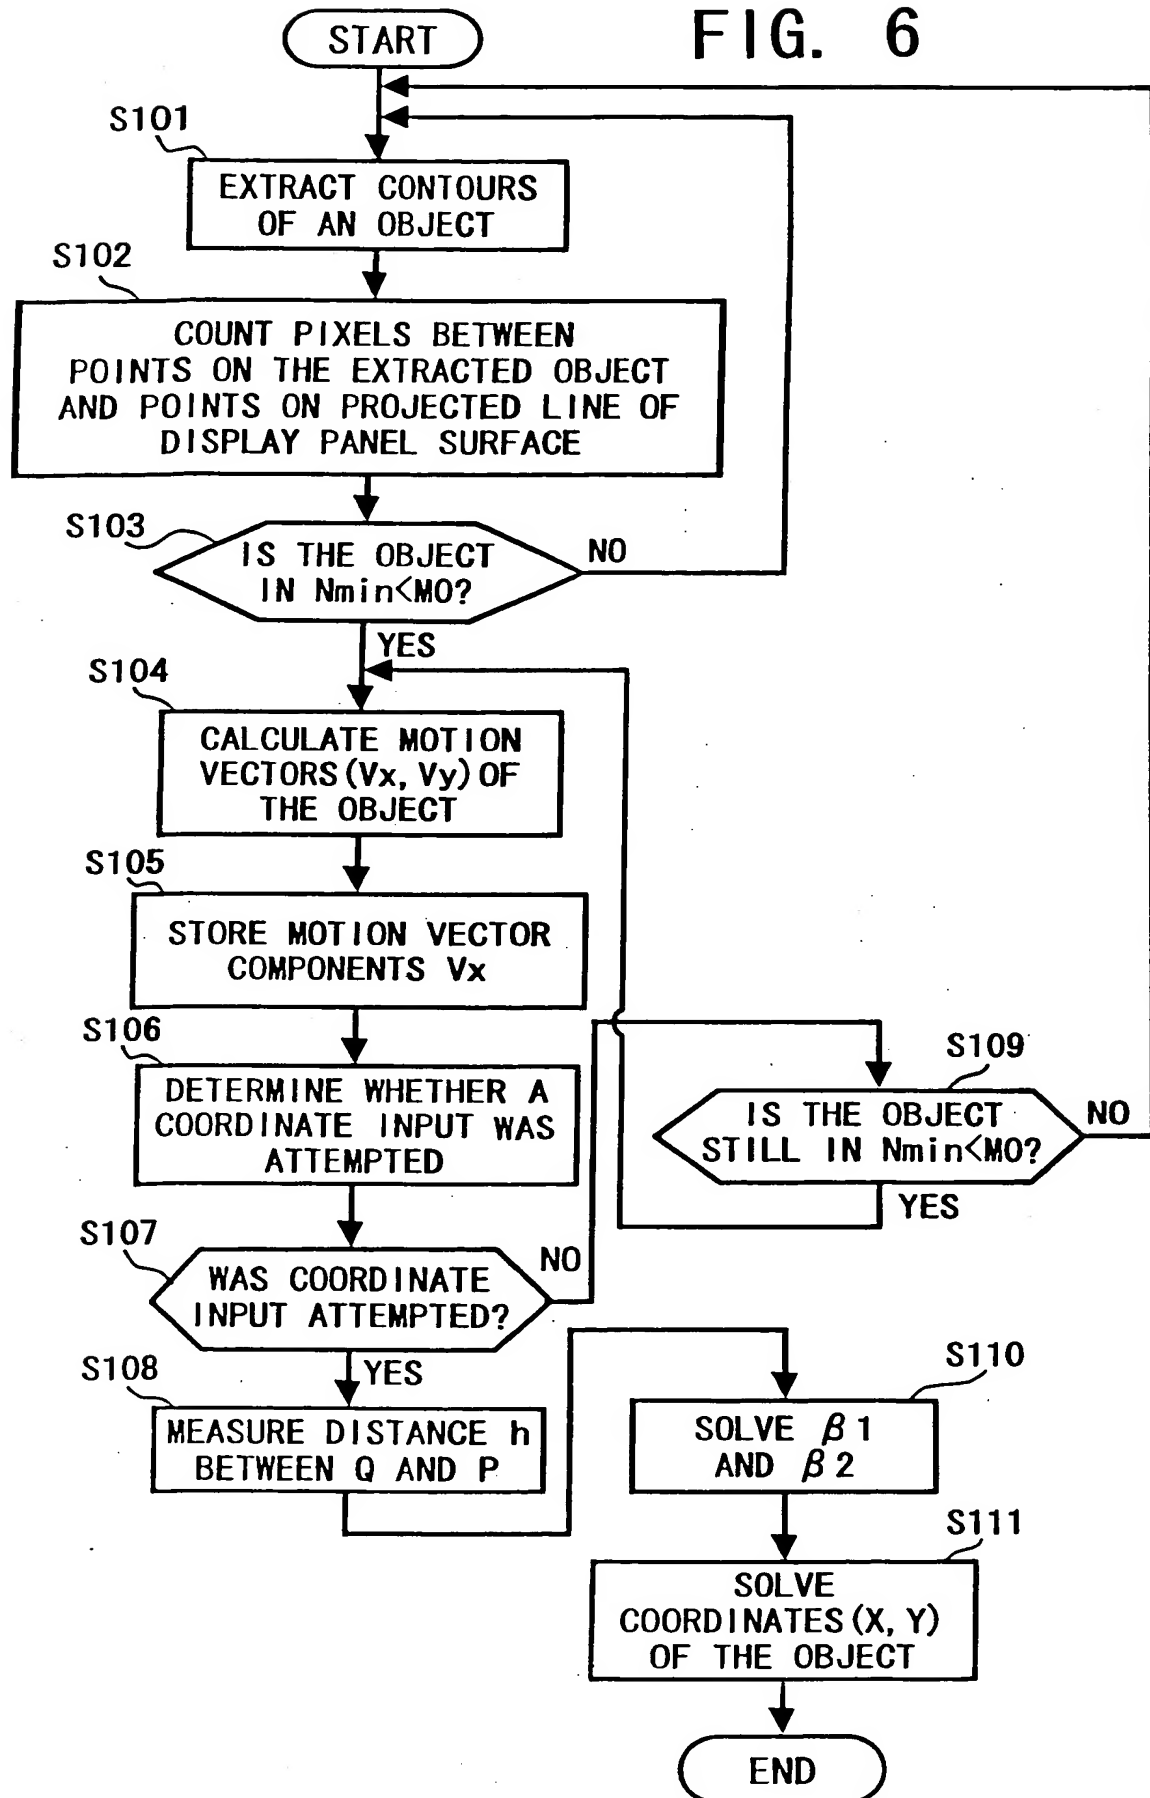 FIG. 6
START
S101
EXTRACT CONTOURS
OF AN OBJECT
S102
COUNT PIXELS BETWEEN
POINTS ON THE EXTRACTED OBJECT
AND POINTS ON PROJECTED LINE OF
DISPLAY PANEL SURFACE
S103
IS THE OBJECT
IN Nmin<M0?
NO
YES
S104
CALCULATE MOTION
VECTORS(Vx, Vy) OF
THE OBJECT
S105
STORE MOTION VECTOR
COMPONENTS Vx
S106
DETERMINE WHETHER A
COORDINATE INPUT WAS
ATTEMPTED
S107
WAS COORDINATE
INPUT ATTEMPTED?
NO
YES
S109
IS THE OBJECT
STILL IN Nmin<M0?
NO
YES
S108
MEASURE DISTANCE h
BETWEEN Q AND P
S110
SOLVE β1
AND β2
S111
SOLVE
COORDINATES(X, Y)
OF THE OBJECT
END